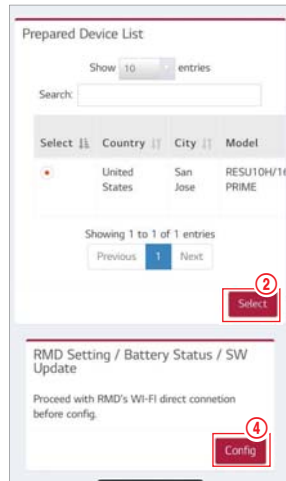 Prepared Device List
Show 10 entries
Search:
Select Country City Model
United States San Jose RESU10H/16 PRIME
Showing 1 to 1 of 1 entries
Previous 1 Next
②
Select
RMD Setting / Battery Status / SW
Update
Proceed with RMD's WI-FI direct connetion
before config.
④
Config